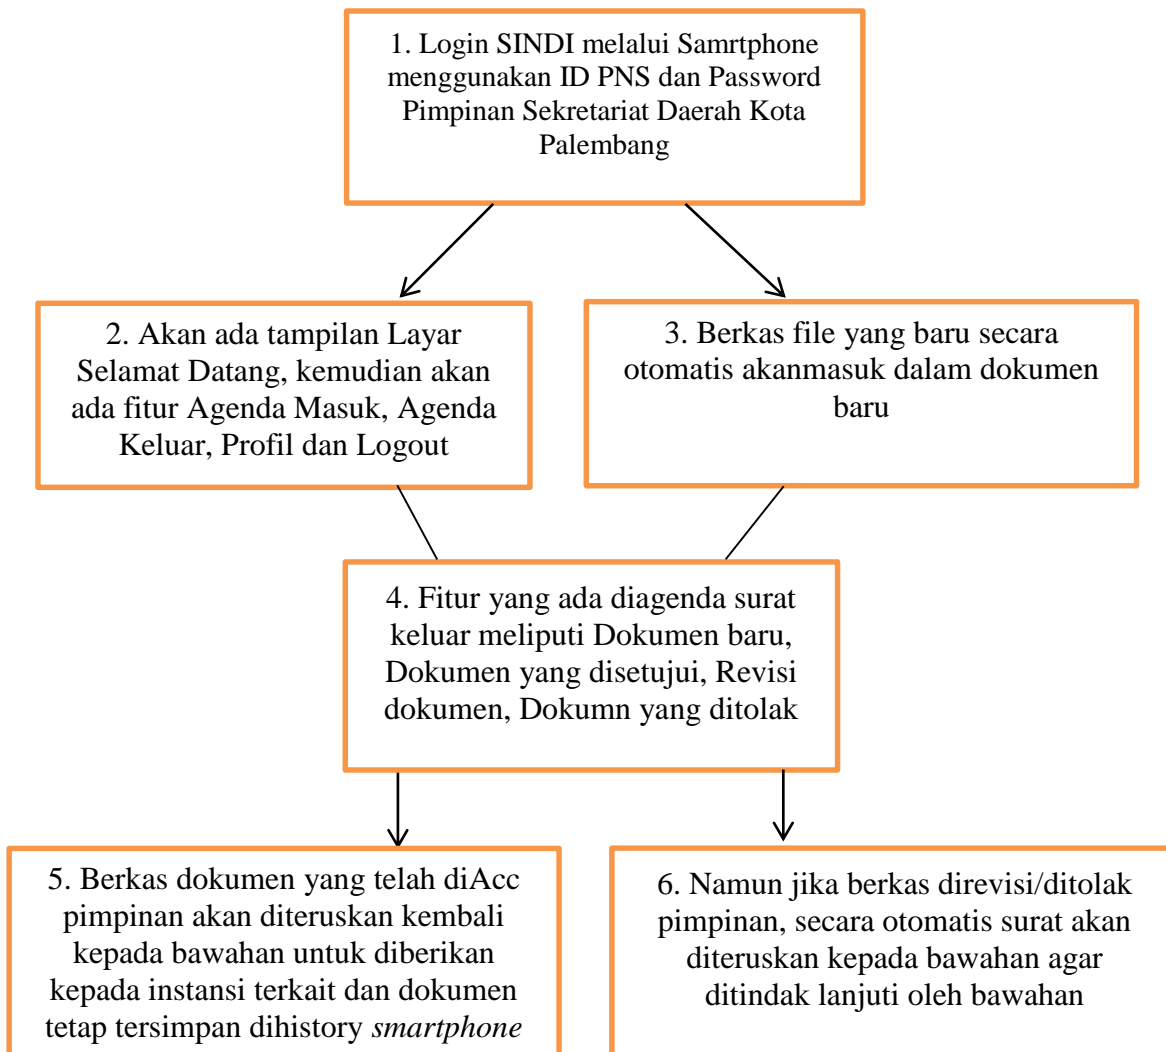 1. Login SINDI melalui Samrtphone
menggunakan ID PNS dan Password
Pimpinan Sekretariat Daerah Kota
Palembang
2. Akan ada tampilan Layar
Selamat Datang, kemudian akan
ada fitur Agenda Masuk, Agenda
Keluar, Profil dan Logout
3. Berkas file yang baru secara
otomatis akanmasuk dalam dokumen
baru
4. Fitur yang ada diagenda surat
keluar meliputi Dokumen baru,
Dokumen yang disetujui, Revisi
dokumen, Dokumn yang ditolak
5. Berkas dokumen yang telah diAcc
pimpinan akan diteruskan kembali
kepada bawahan untuk diberikan
kepada instansi terkait dan dokumen
tetap tersimpan dihistory smartphone
6. Namun jika berkas direvisi/ditolak
pimpinan, secara otomatis surat akan
diteruskan kepada bawahan agar
ditindak lanjuti oleh bawahan